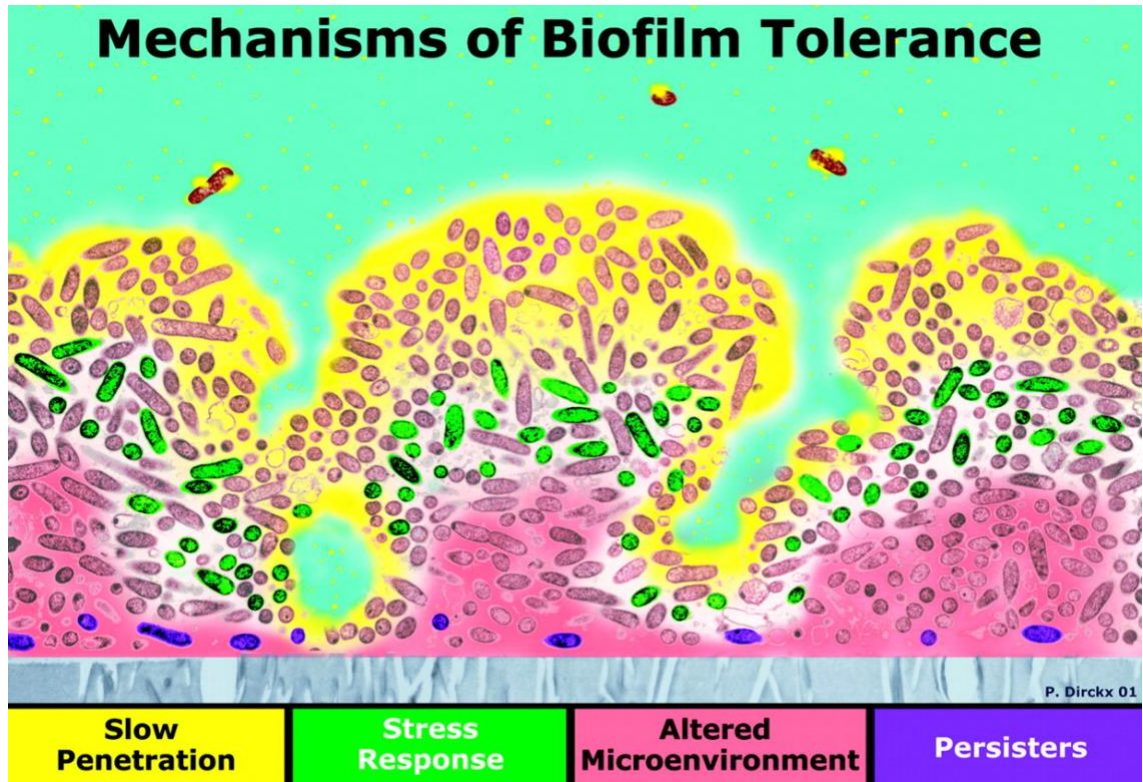 Mechanisms of Biofilm Tolerance
P. Dirckx 01
Slow
Penetration
Stress
Response
Altered
Microenvironment
Persisters